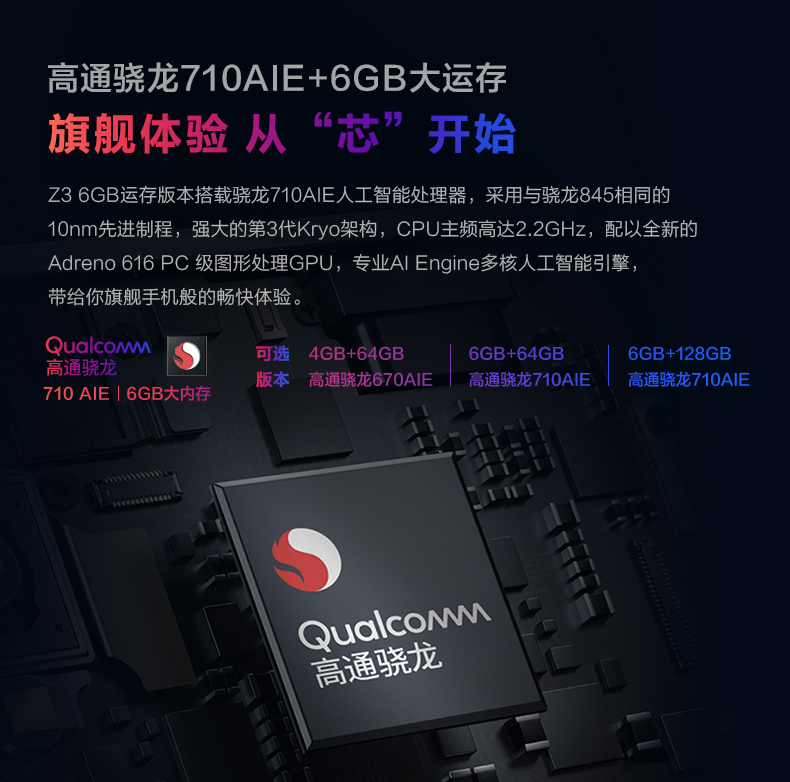 高通骁龙710AIE+6GB大运存
旗舰体验 从“芯”开始
Z3 6GB运存版本搭载骁龙710AIE人工智能处理器，采用与骁龙845相同的
10nm先进制程，强大的第3代Kryo架构，CPU主频高达2.2GHz，配以全新的
Adreno 616 PC 级图形处理GPU，专业AI Engine多核人工智能引擎，
带给你旗舰手机般的畅快体验。
Qualcomm
高通骁龙
710 AIE | 6GB大内存
可选 4GB+64GB 6GB+64GB 6GB+128GB
版本 高通骁龙670AIE 高通骁龙710AIE 高通骁龙710AIE
Qualcomm
高通骁龙